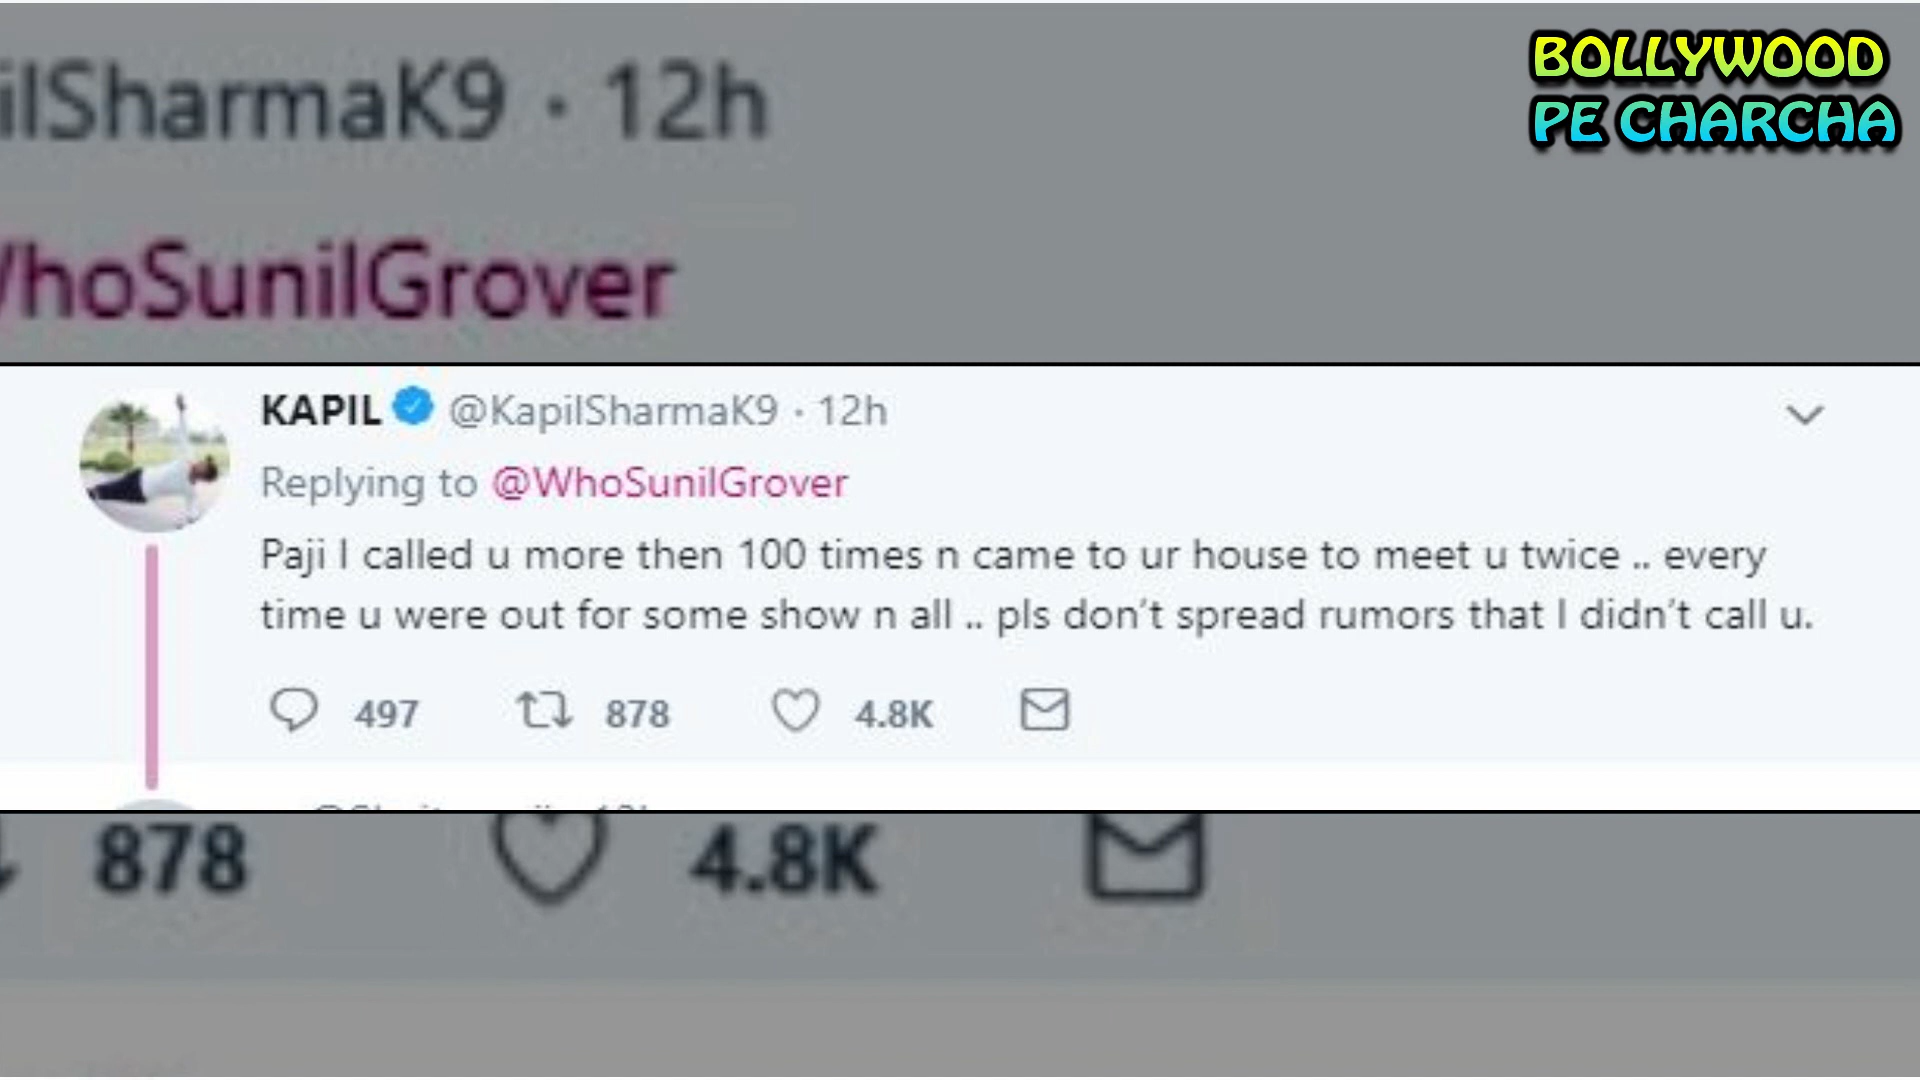 ilSharmaK9 · 12h
BOLLYWOOD
PE CHARCHA
WhoSunilGrover
KAPIL @KapilSharmaK9 · 12h
Replying to @WhoSunilGrover
Paji I called u more then 100 times n came to ur house to meet u twice .. every
time u were out for some show n all .. pls don't spread rumors that I didn't call u.
497 878 4.8K
878 4.8K